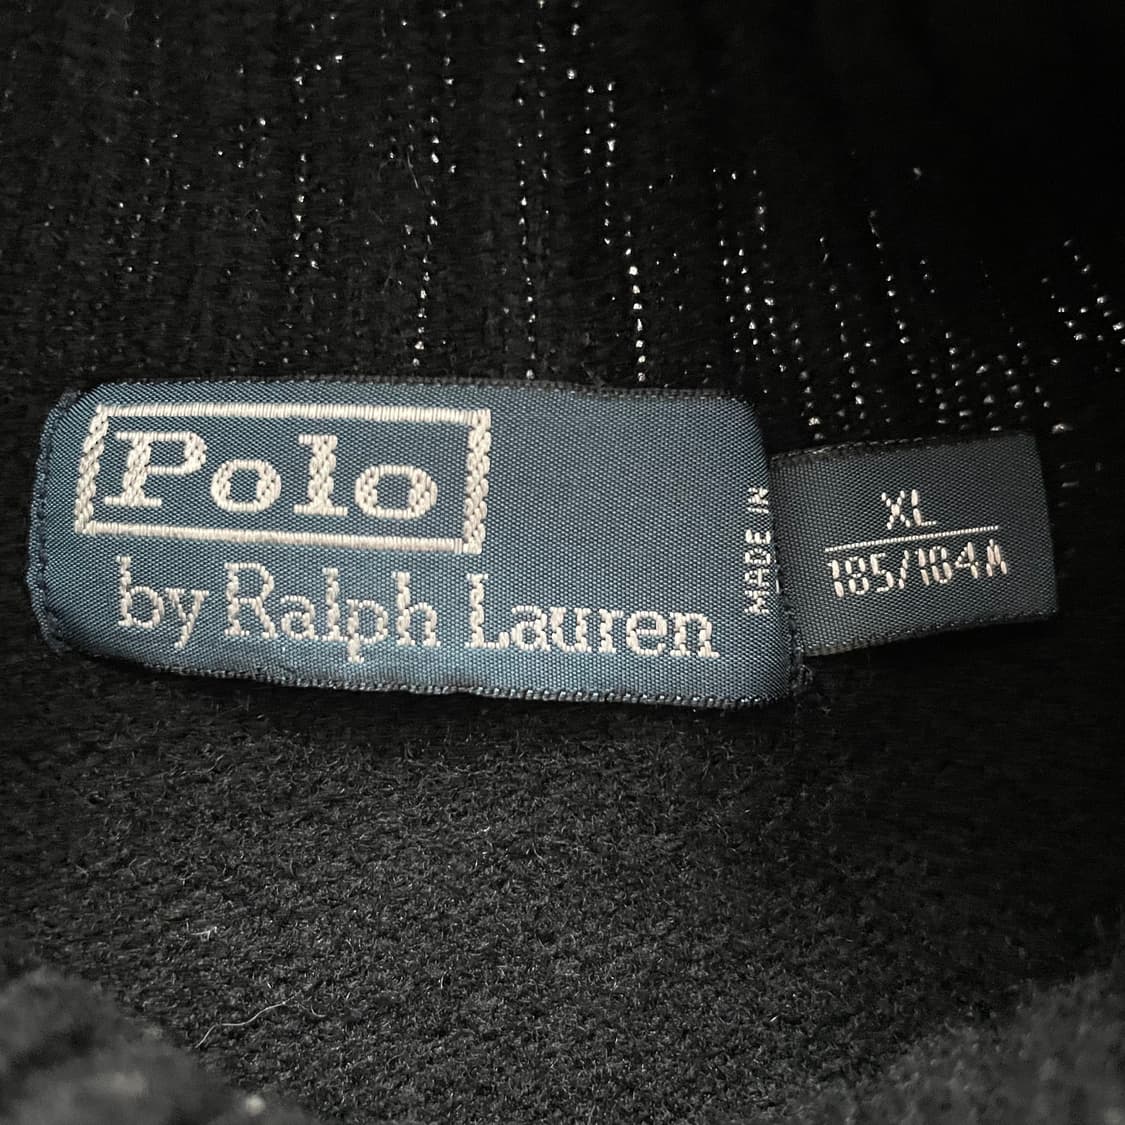 Polo
by Ralph Lauren
MADE IN
XL
185/104A